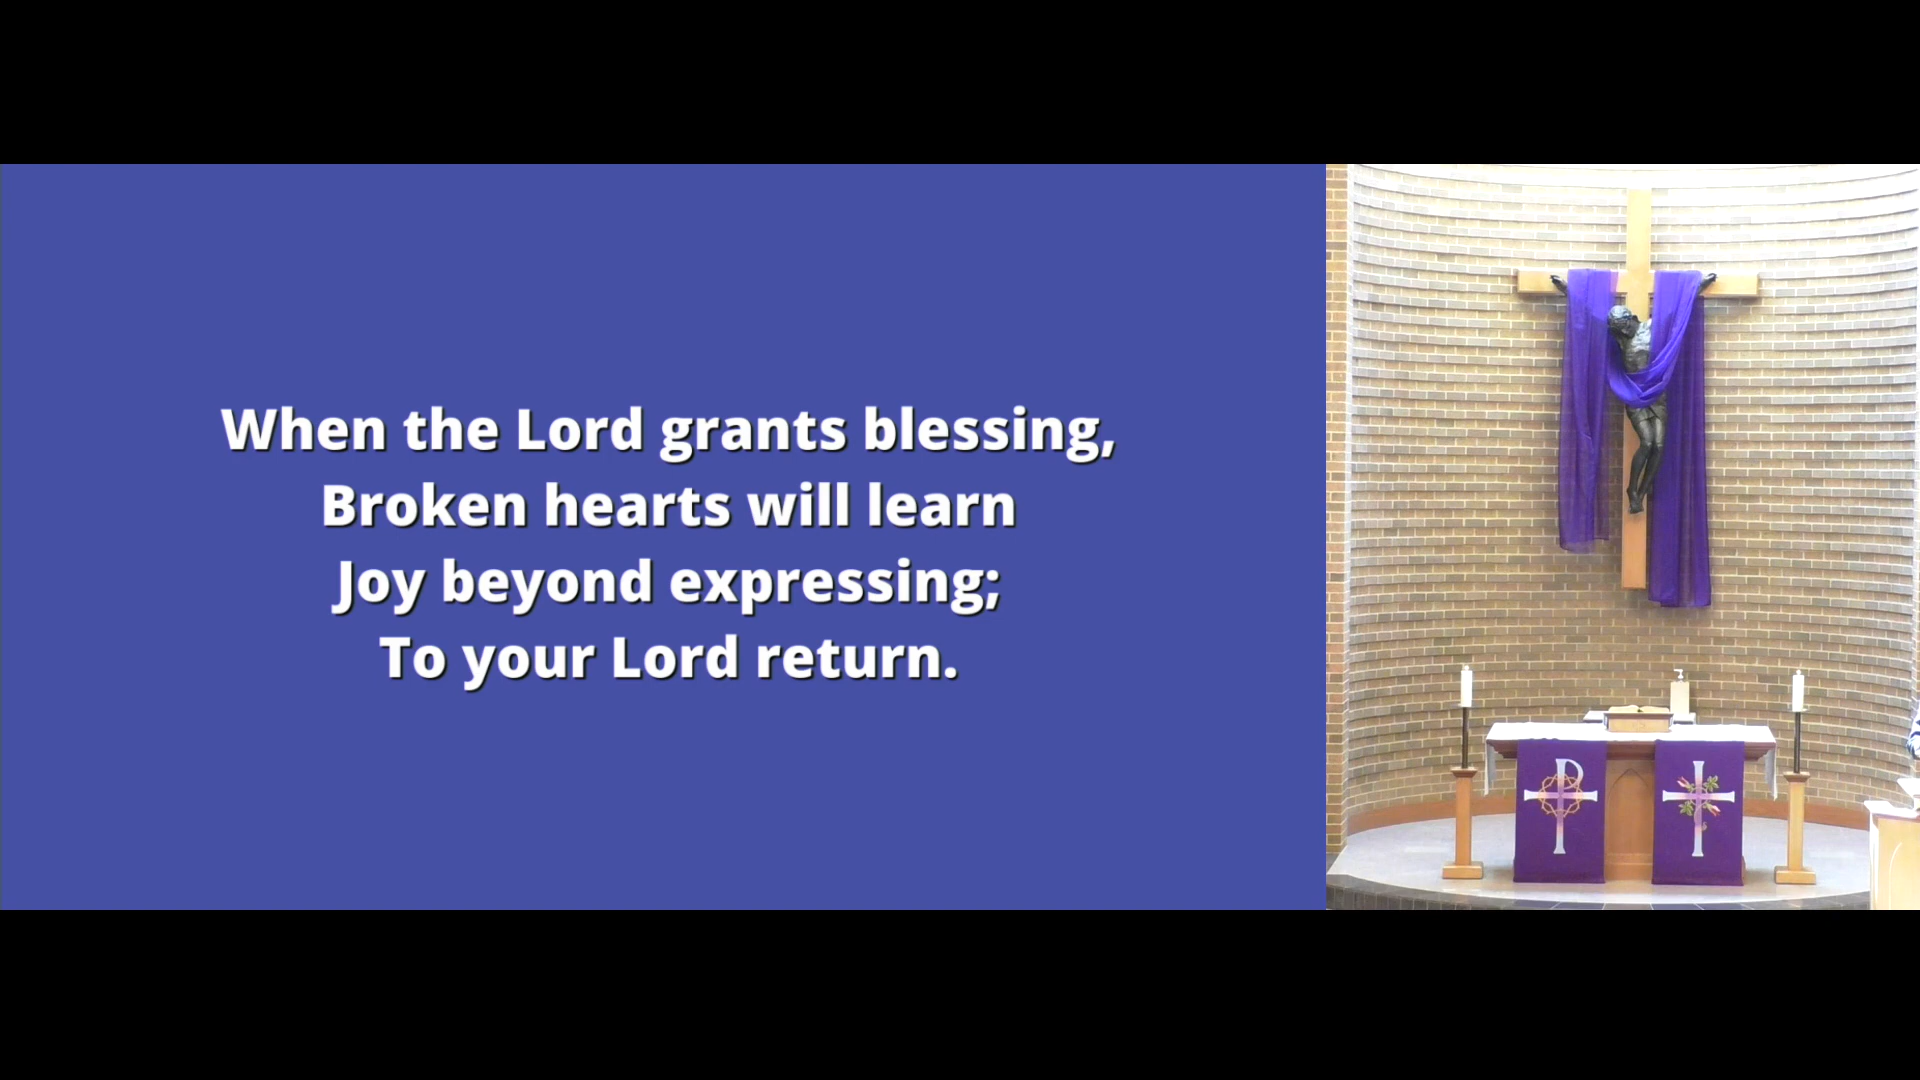 When the Lord grants blessing,
Broken hearts will learn
Joy beyond expressing;
To your Lord return.